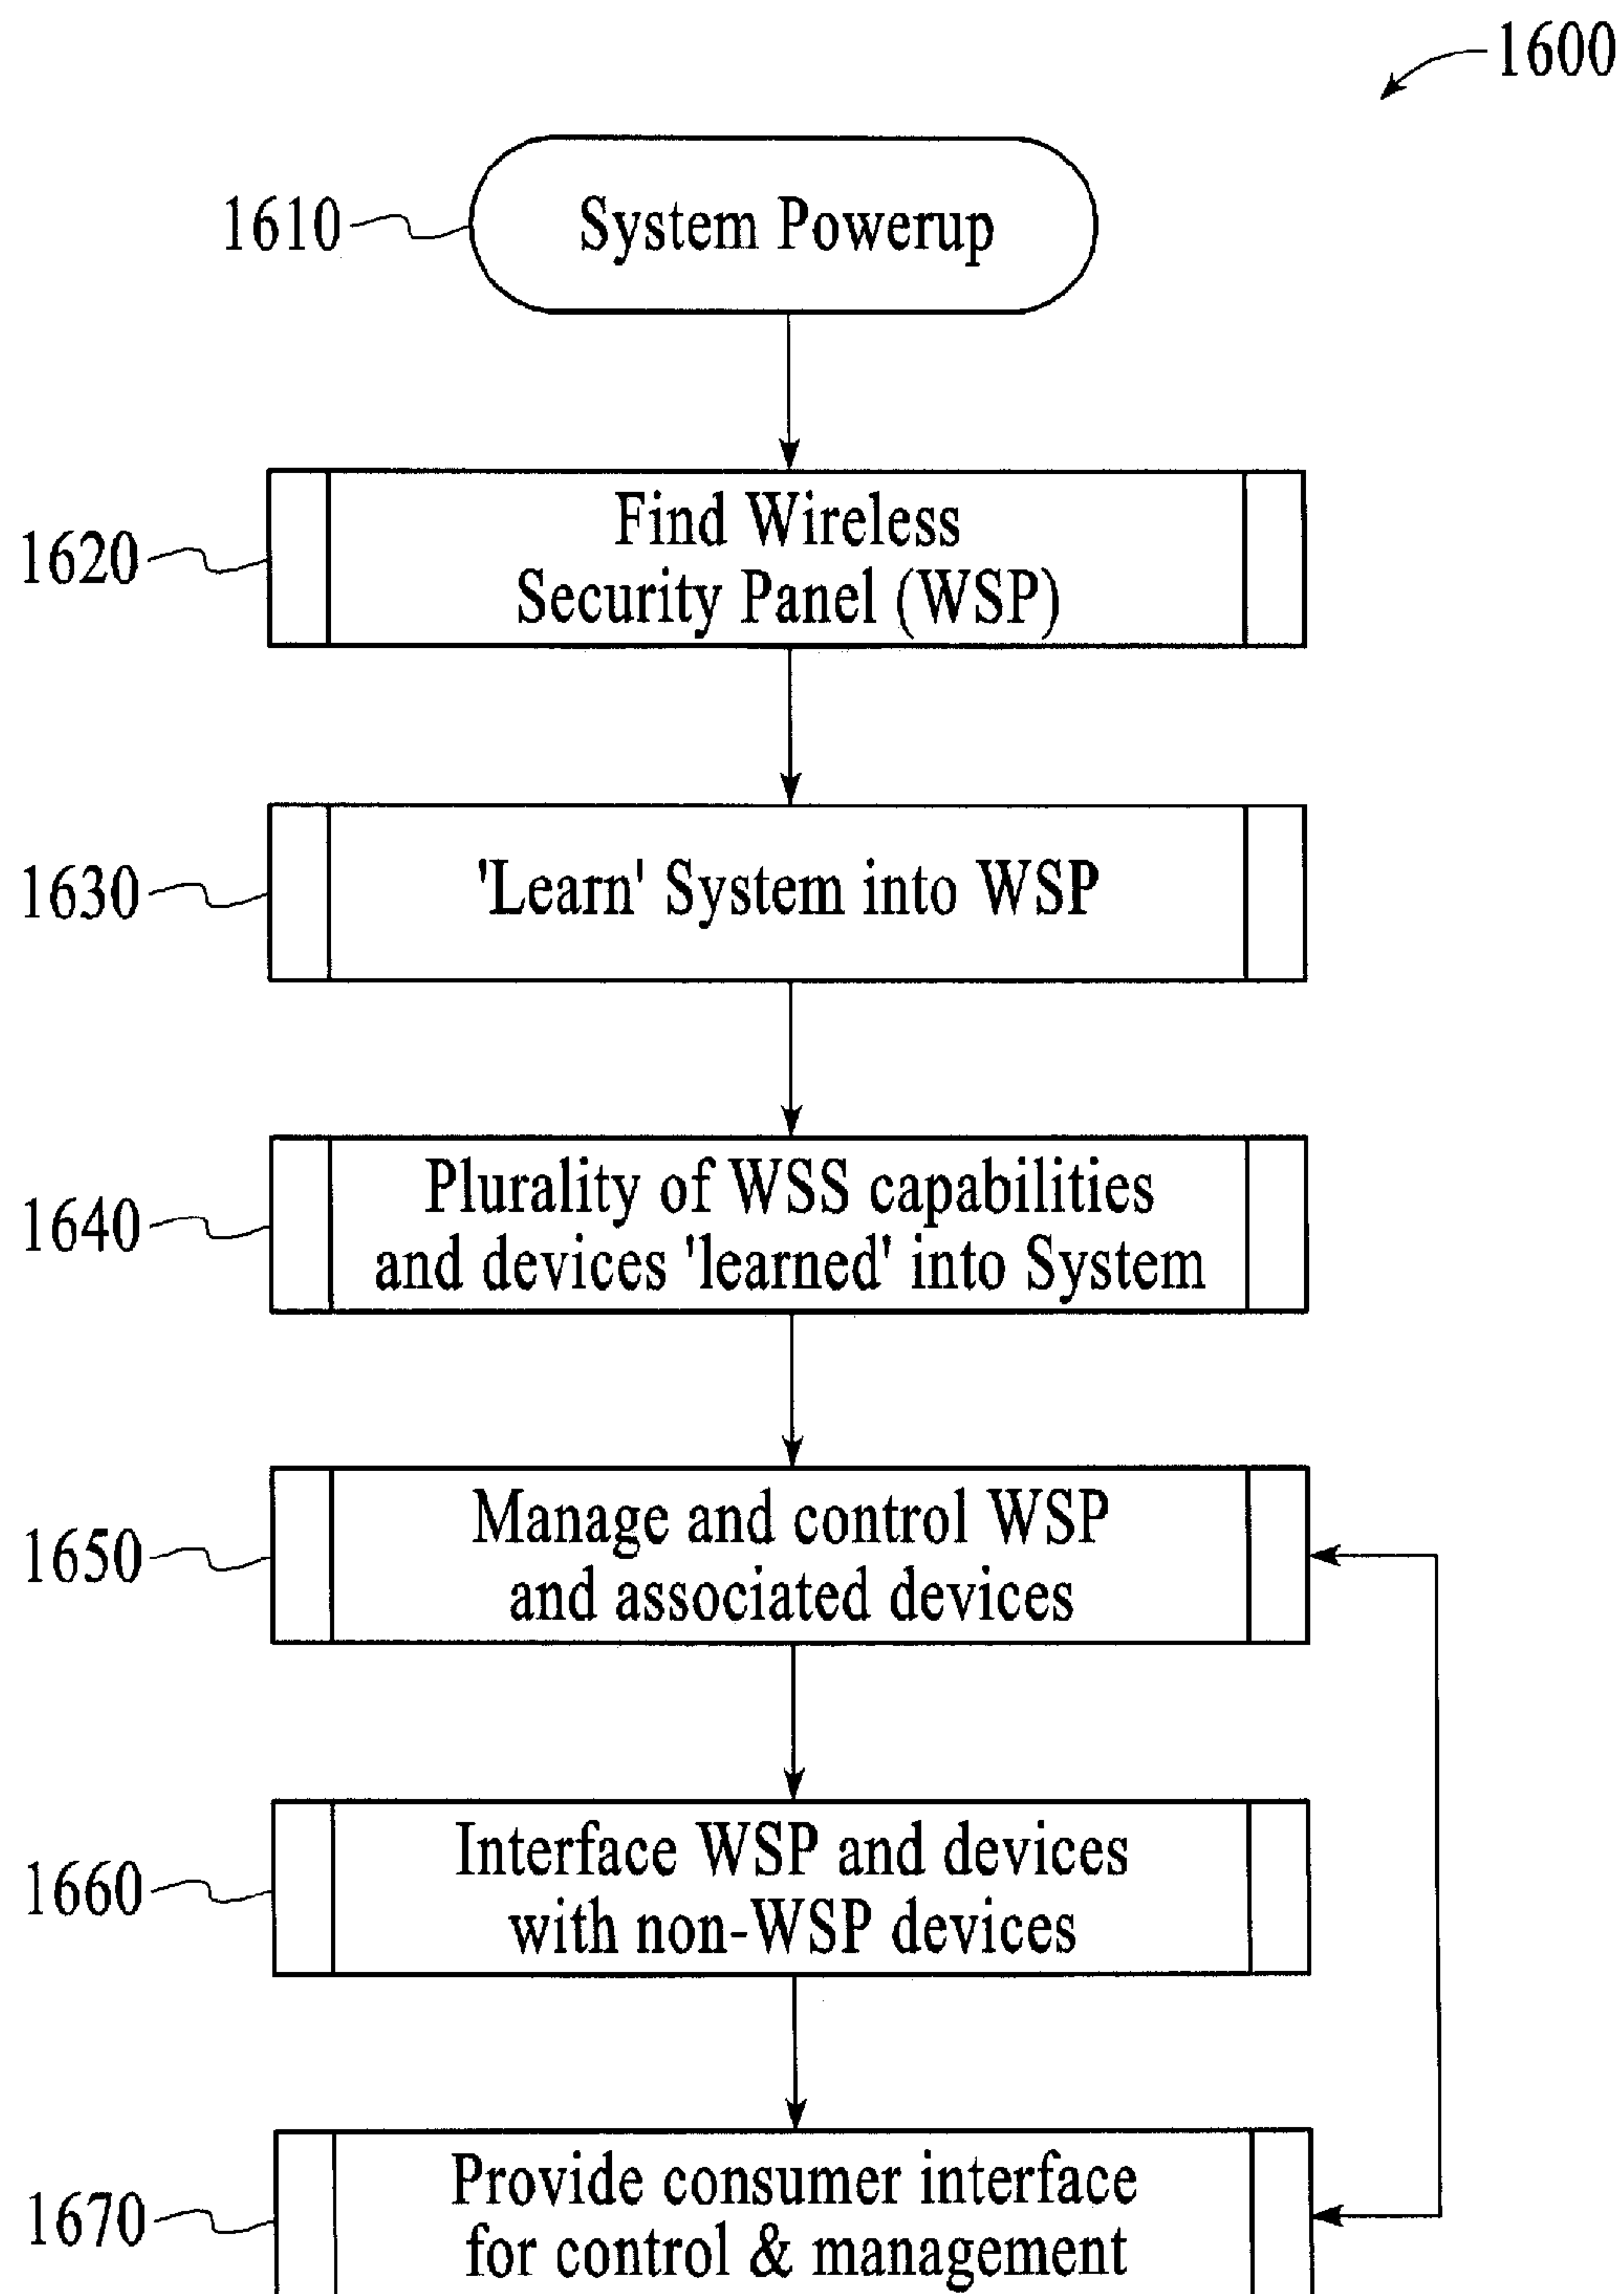 1600
1610
System Powerup
1620
Find Wireless
Security Panel (WSP)
1630
'Learn' System into WSP
1640
Plurality of WSS capabilities
and devices 'learned' into System
1650
Manage and control WSP
and associated devices
1660
Interface WSP and devices
with non-WSP devices
1670
Provide consumer interface
for control & management